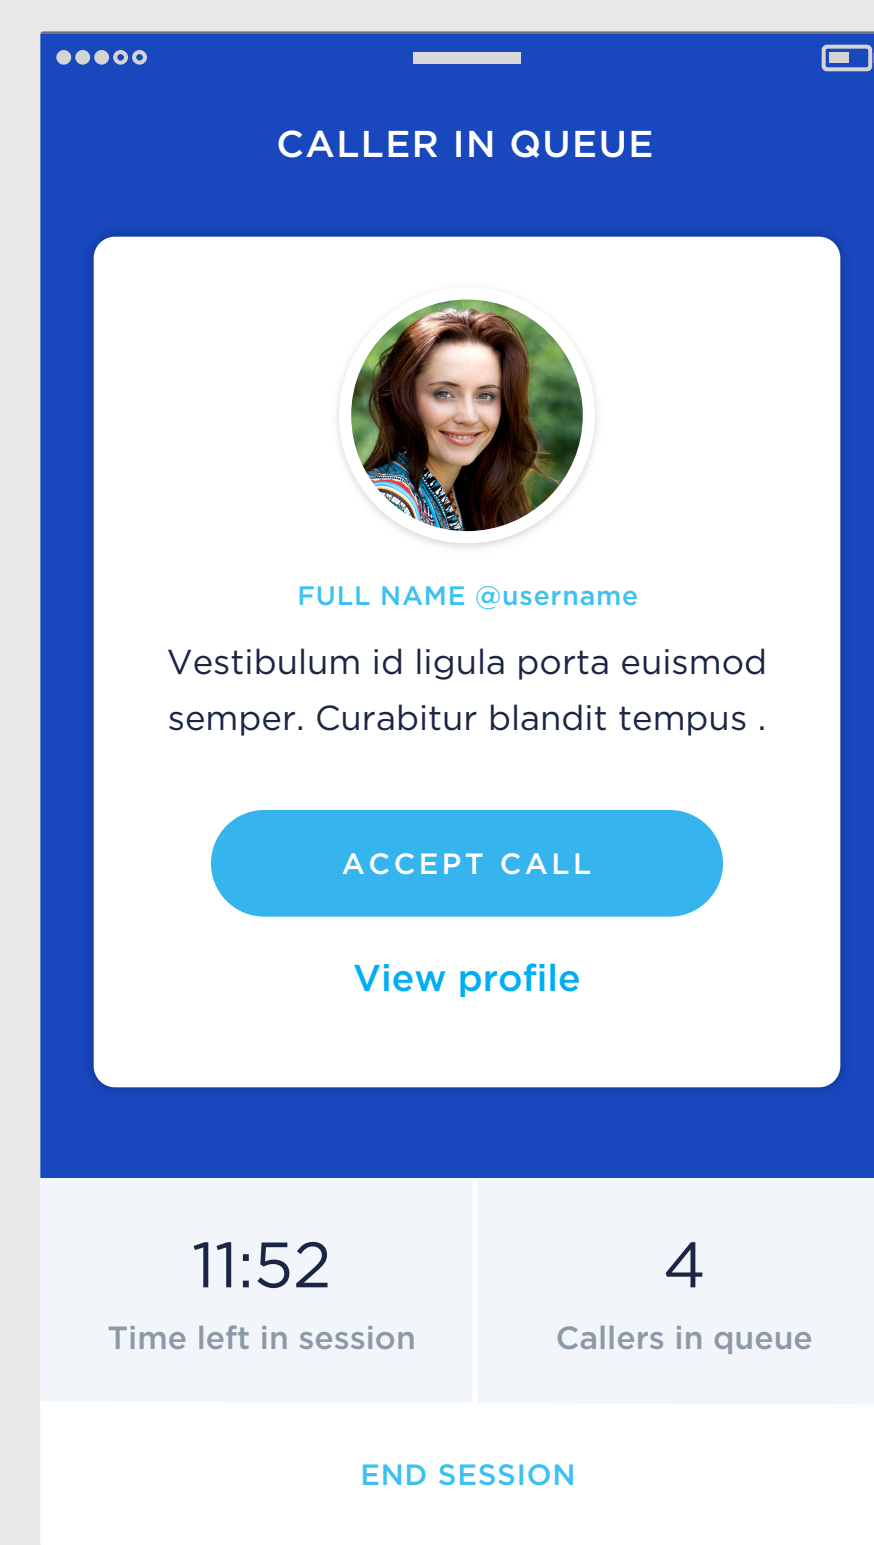 CALLER IN QUEUE
FULL NAME @username
Vestibulum id ligula porta euismod
semper. Curabitur blandit tempus .
ACCEPT CALL
View profile
11:52
Time left in session
4
Callers in queue
END SESSION